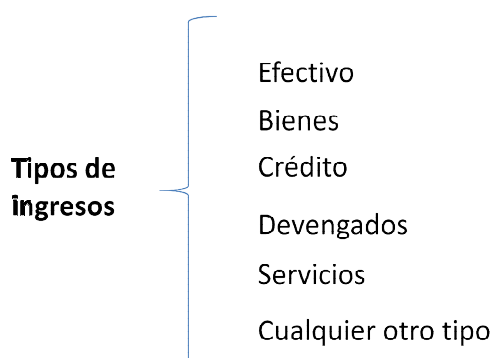 Tipos de
ingresos
Efectivo
Bienes
Crédito
Devengados
Servicios
Cualquier otro tipo